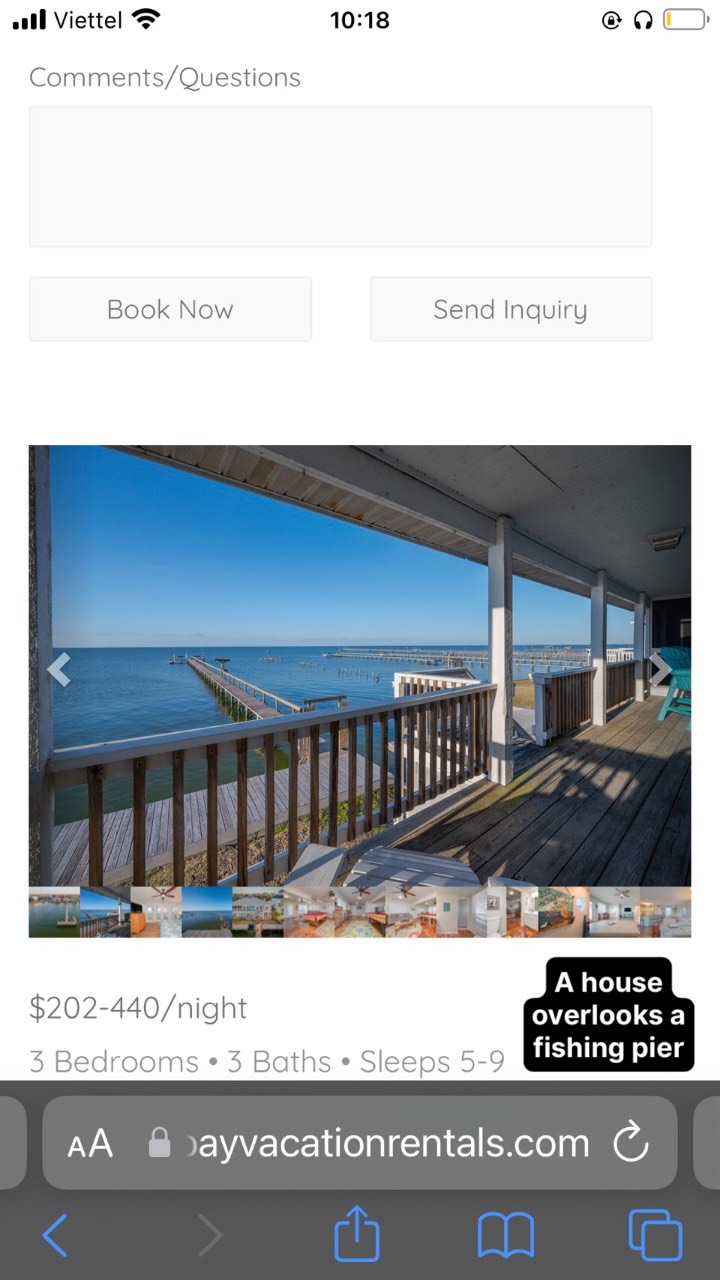 Viettel 10:18
Comments/Questions
Book Now Send Inquiry
$202-440/night
3 Bedrooms • 3 Baths • Sleeps 5-9
A house
overlooks a
fishing pier
AA ayvacationrentals.com